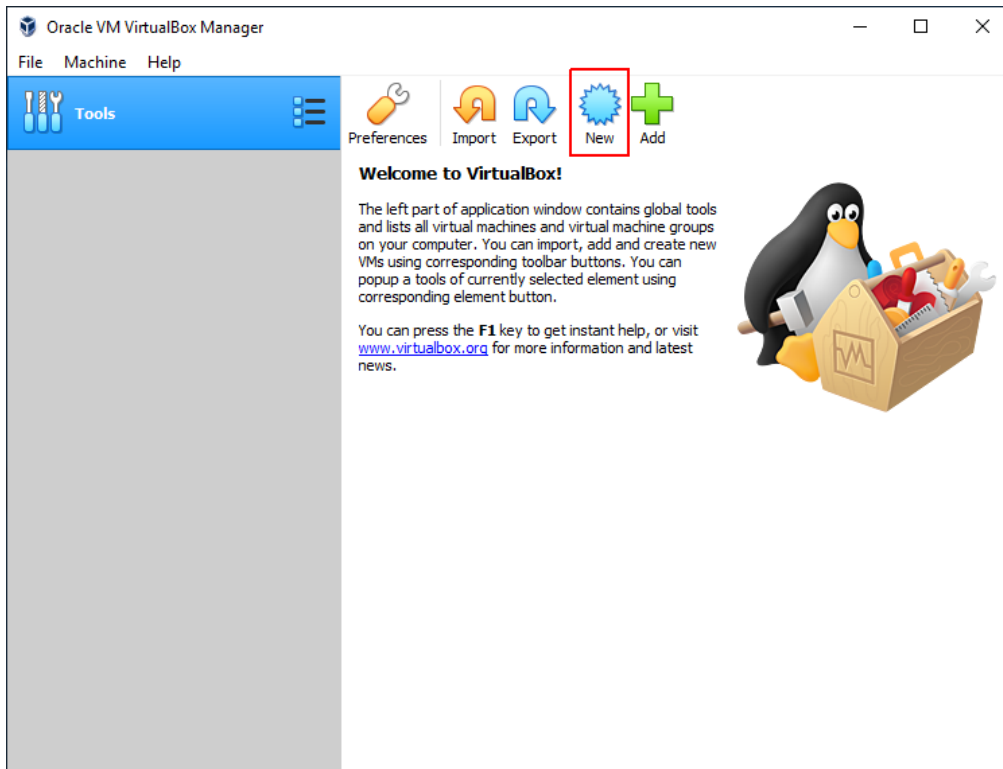 Oracle VM VirtualBox Manager
File Machine Help
Tools
Preferences Import Export New Add
Welcome to VirtualBox!
The left part of application window contains global tools
and lists all virtual machines and virtual machine groups
on your computer. You can import, add and create new
VMs using corresponding toolbar buttons. You can
popup a tools of currently selected element using
corresponding element button.
You can press the F1 key to get instant help, or visit
www.virtualbox.org for more information and latest
news.